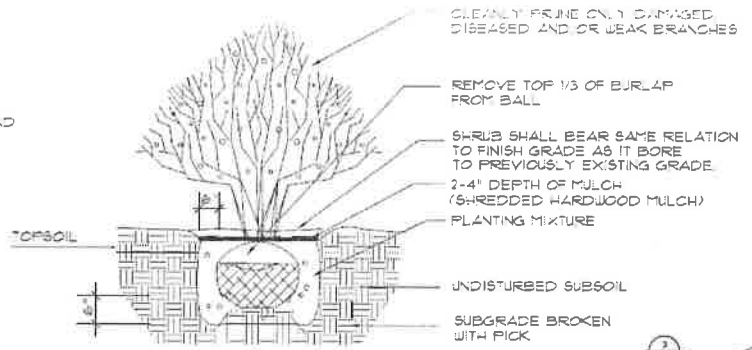 CLEANLY PRUNE ONLY DAMAGED,
DISEASED AND OR WEAK BRANCHES
REMOVE TOP 1/3 OF BURLAP
FROM BALL
SHRUB SHALL BEAR SAME RELATION
TO FINISH GRADE AS IT BORE
TO PREVIOUSLY EXISTING GRADE.
2-4" DEPTH OF MULCH
(SHREDDED HARDWOOD MULCH)
PLANTING MIXTURE
TOPSOIL
UNDISTURBED SUBSOIL
SUBGRADE BROKEN
WITH PICK
6"
6"